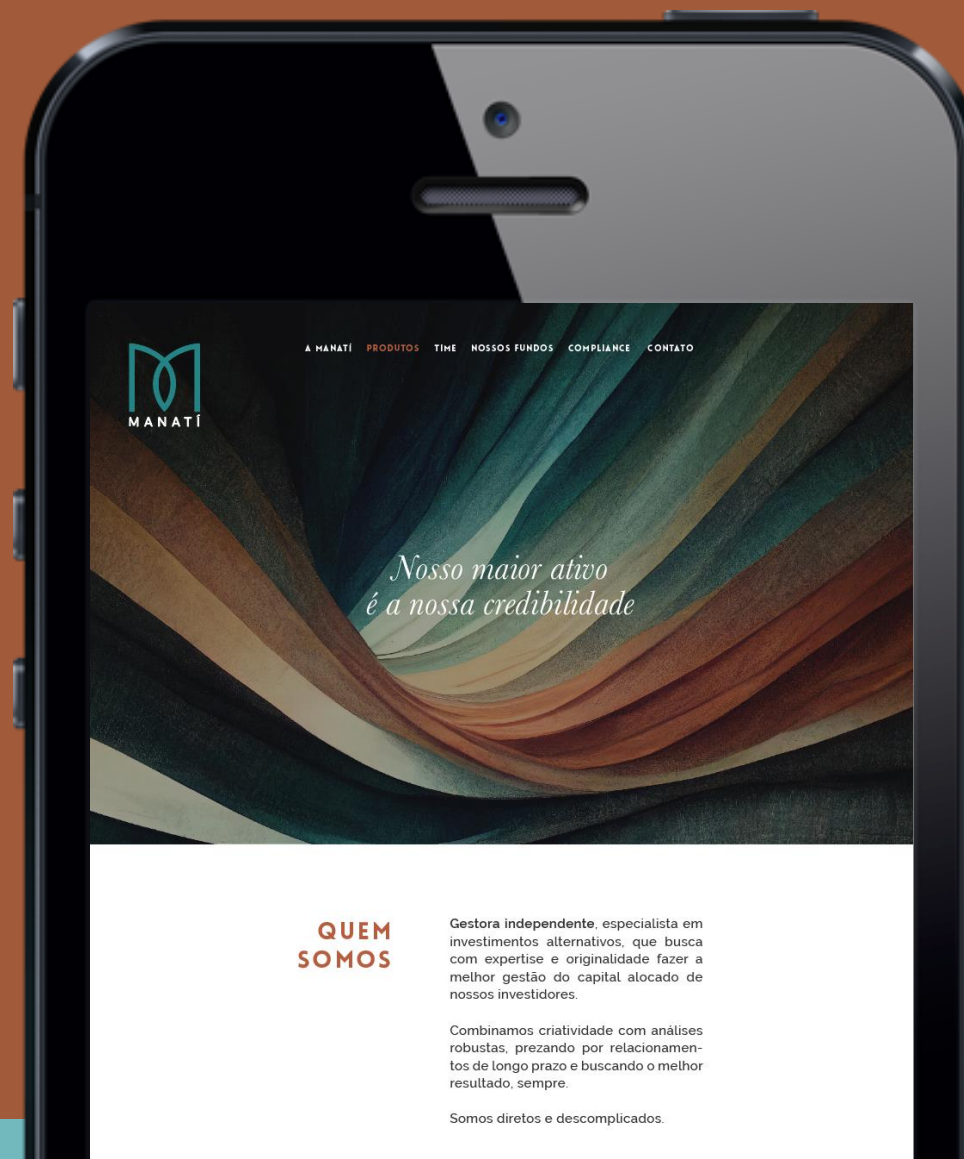 A MANATÍ PRODUTOS TIME NOSSOS FUNDOS COMPLIANCE CONTATO
MANATÍ
Nosso maior ativo
é a nossa credibilidade
QUEM
SOMOS
Gestora independente, especialista em
investimentos alternativos, que busca
com expertise e originalidade fazer a
melhor gestão do capital alocado de
nossos investidores.
Combinamos criatividade com análises
robustas, prezando por relacionamen-
tos de longo prazo e buscando o melhor
resultado, sempre.
Somos diretos e descomplicados.